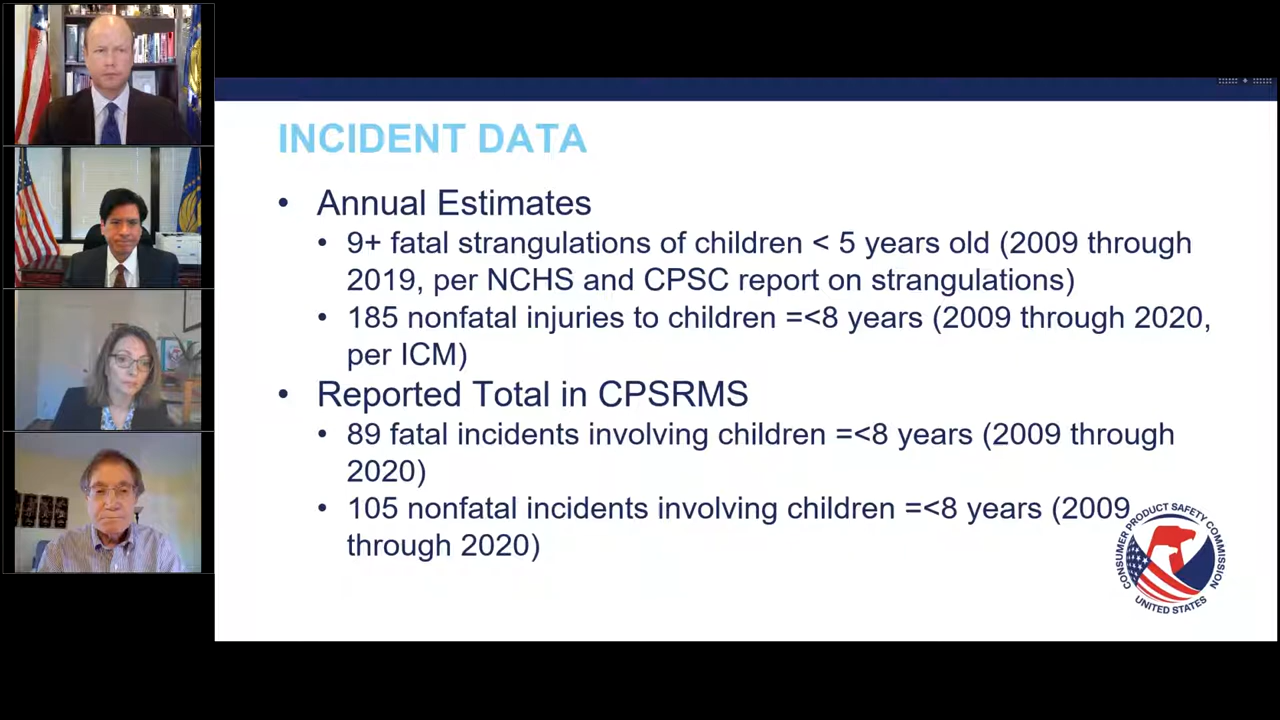 INCIDENT DATA
• Annual Estimates
• 9+ fatal strangulations of children < 5 years old (2009 through
2019, per NCHS and CPSC report on strangulations)
• 185 nonfatal injuries to children =<8 years (2009 through 2020,
per ICM)
• Reported Total in CPSRMS
• 89 fatal incidents involving children =<8 years (2009 through
2020)
• 105 nonfatal incidents involving children =<8 years (2009
through 2020)
CONSUMER PRODUCT SAFETY COMMISSION
UNITED STATES